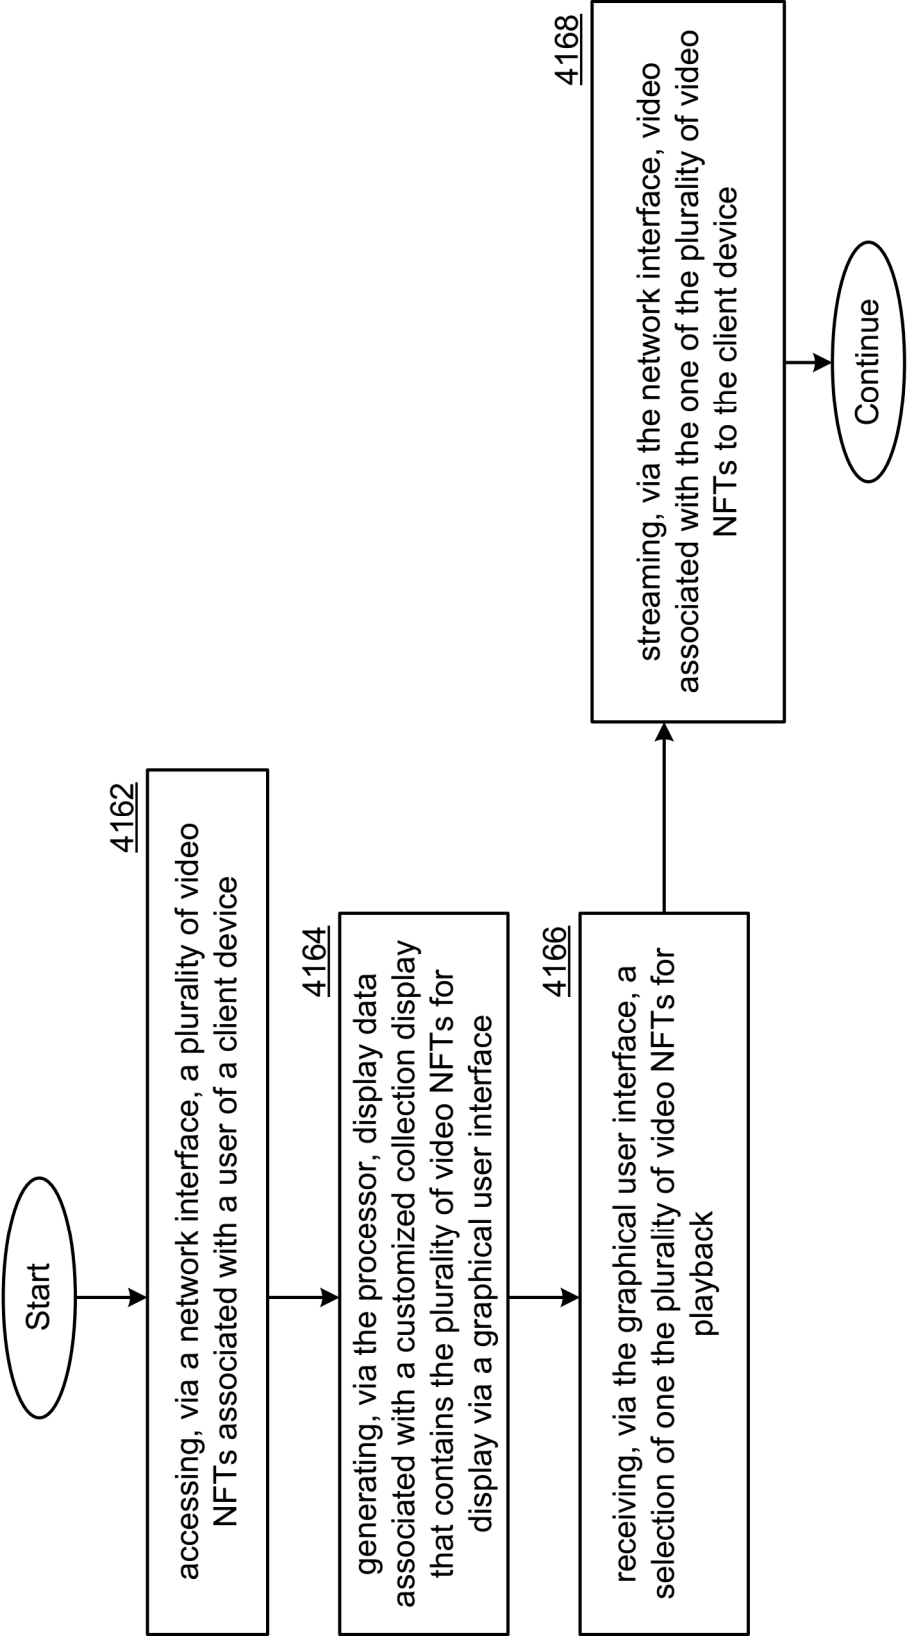 Start
4162
accessing, via a network interface, a plurality of video
NFTs associated with a user of a client device
4164
generating, via the processor, display data
associated with a customized collection display
that contains the plurality of video NFTs for
display via a graphical user interface
4166
receiving, via the graphical user interface, a
selection of one the plurality of video NFTs for
playback
4168
streaming, via the network interface, video
associated with the one of the plurality of video
NFTs to the client device
Continue